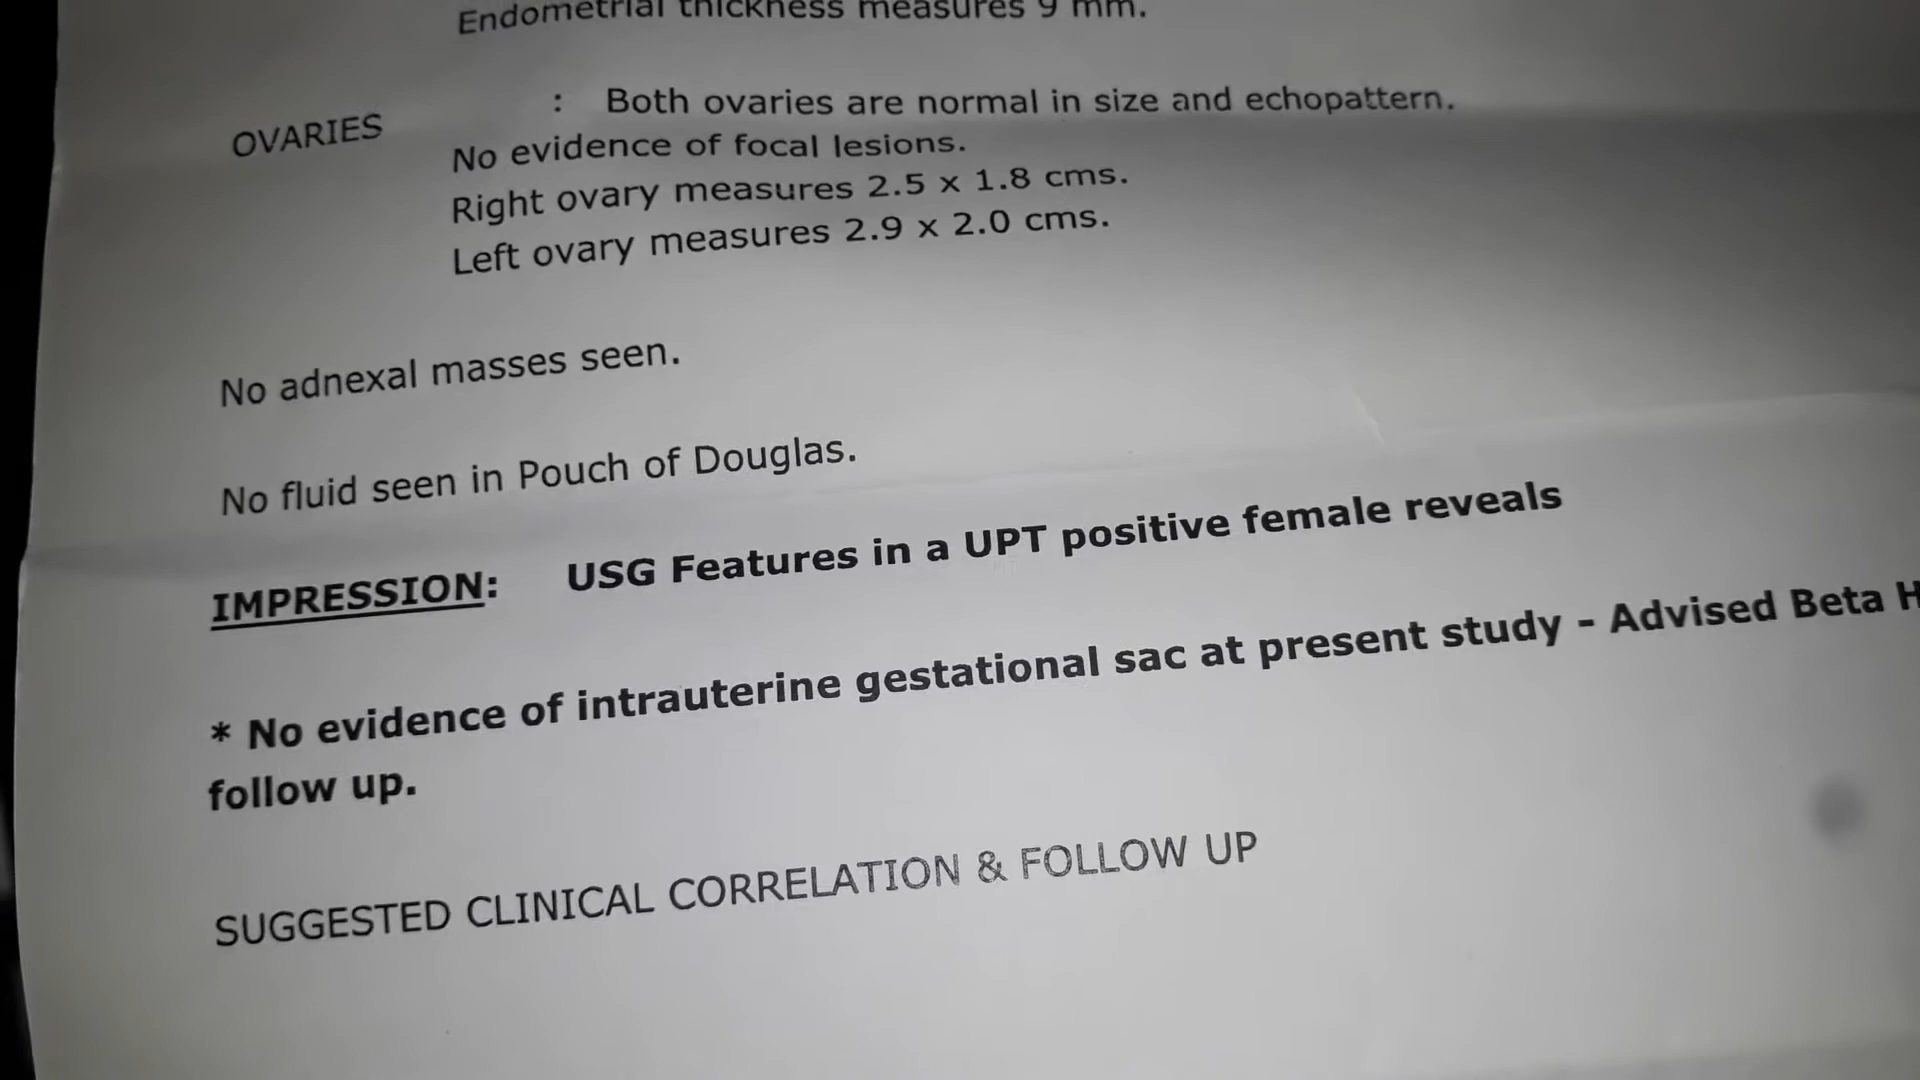 Endometrial thickness measures 9 mm.
OVARIES : Both ovaries are normal in size and echopattern.
No evidence of focal lesions.
Right ovary measures 2.5 x 1.8 cms.
Left ovary measures 2.9 x 2.0 cms.
No adnexal masses seen.
No fluid seen in Pouch of Douglas.
IMPRESSION: USG Features in a UPT positive female reveals
* No evidence of intrauterine gestational sac at present study - Advised Beta H
follow up.
SUGGESTED CLINICAL CORRELATION & FOLLOW UP